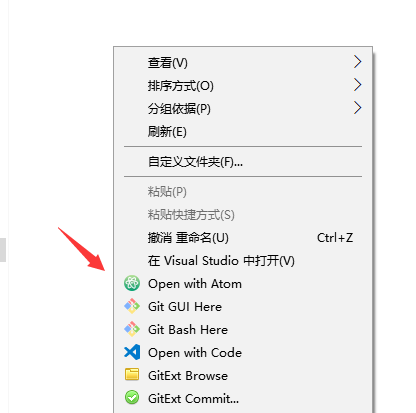 查看(V)
排序方式(O)
分组依据(P)
刷新(E)
自定义文件夹(F)...
粘贴(P)
粘贴快捷方式(S)
撤消 重命名(U) Ctrl+Z
在 Visual Studio 中打开(V)
Open with Atom
Git GUI Here
Git Bash Here
Open with Code
GitExt Browse
GitExt Commit...